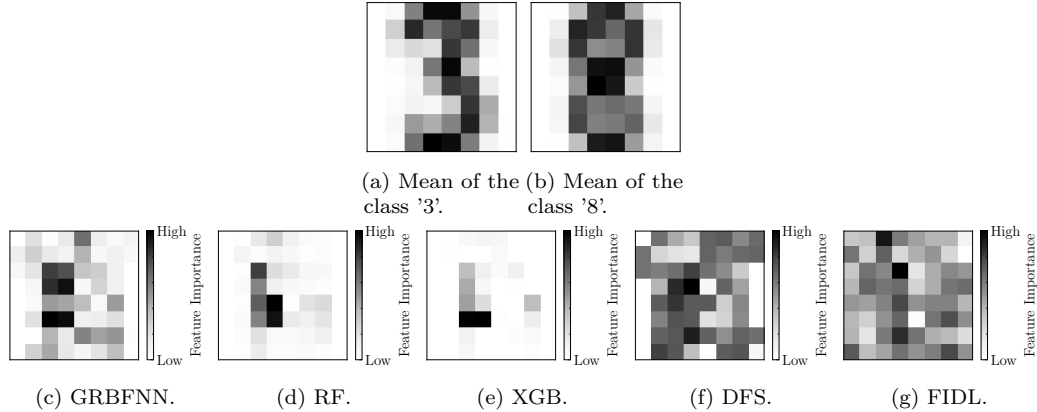 (a) Mean of the
class '3'.
(b) Mean of the
class '8'.
High
Low
Feature Importance
High
Low
Feature Importance
High
Low
Feature Importance
High
Low
Feature Importance
High
Low
Feature Importance
(c) GRBFNN.
(d) RF.
(e) XGB.
(f) DFS.
(g) FIDL.